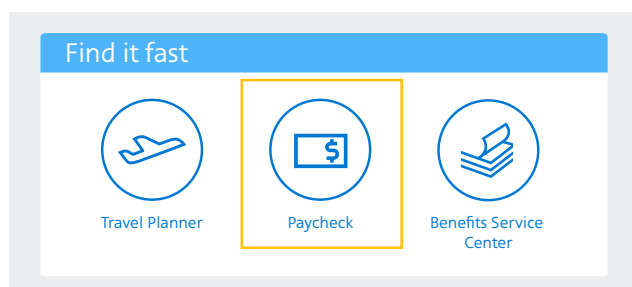 Find it fast
$
Travel Planner
Paycheck
Benefits Service
Center